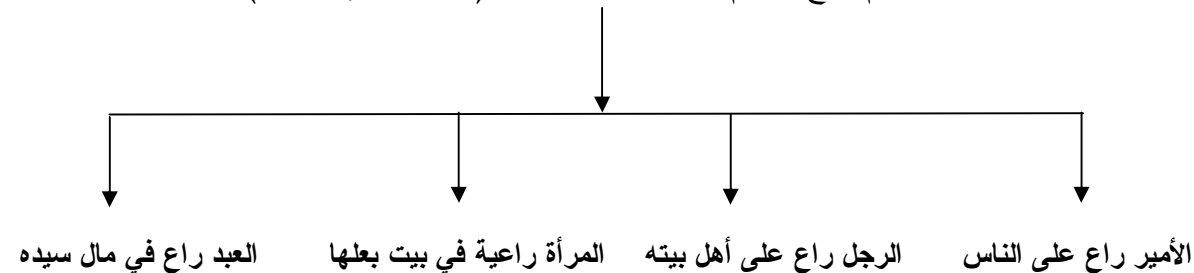 الأمير راع على الناس الرجل راع على أهل بيته المرأة راعية في بيت بعلها العبد راع في مال سيده